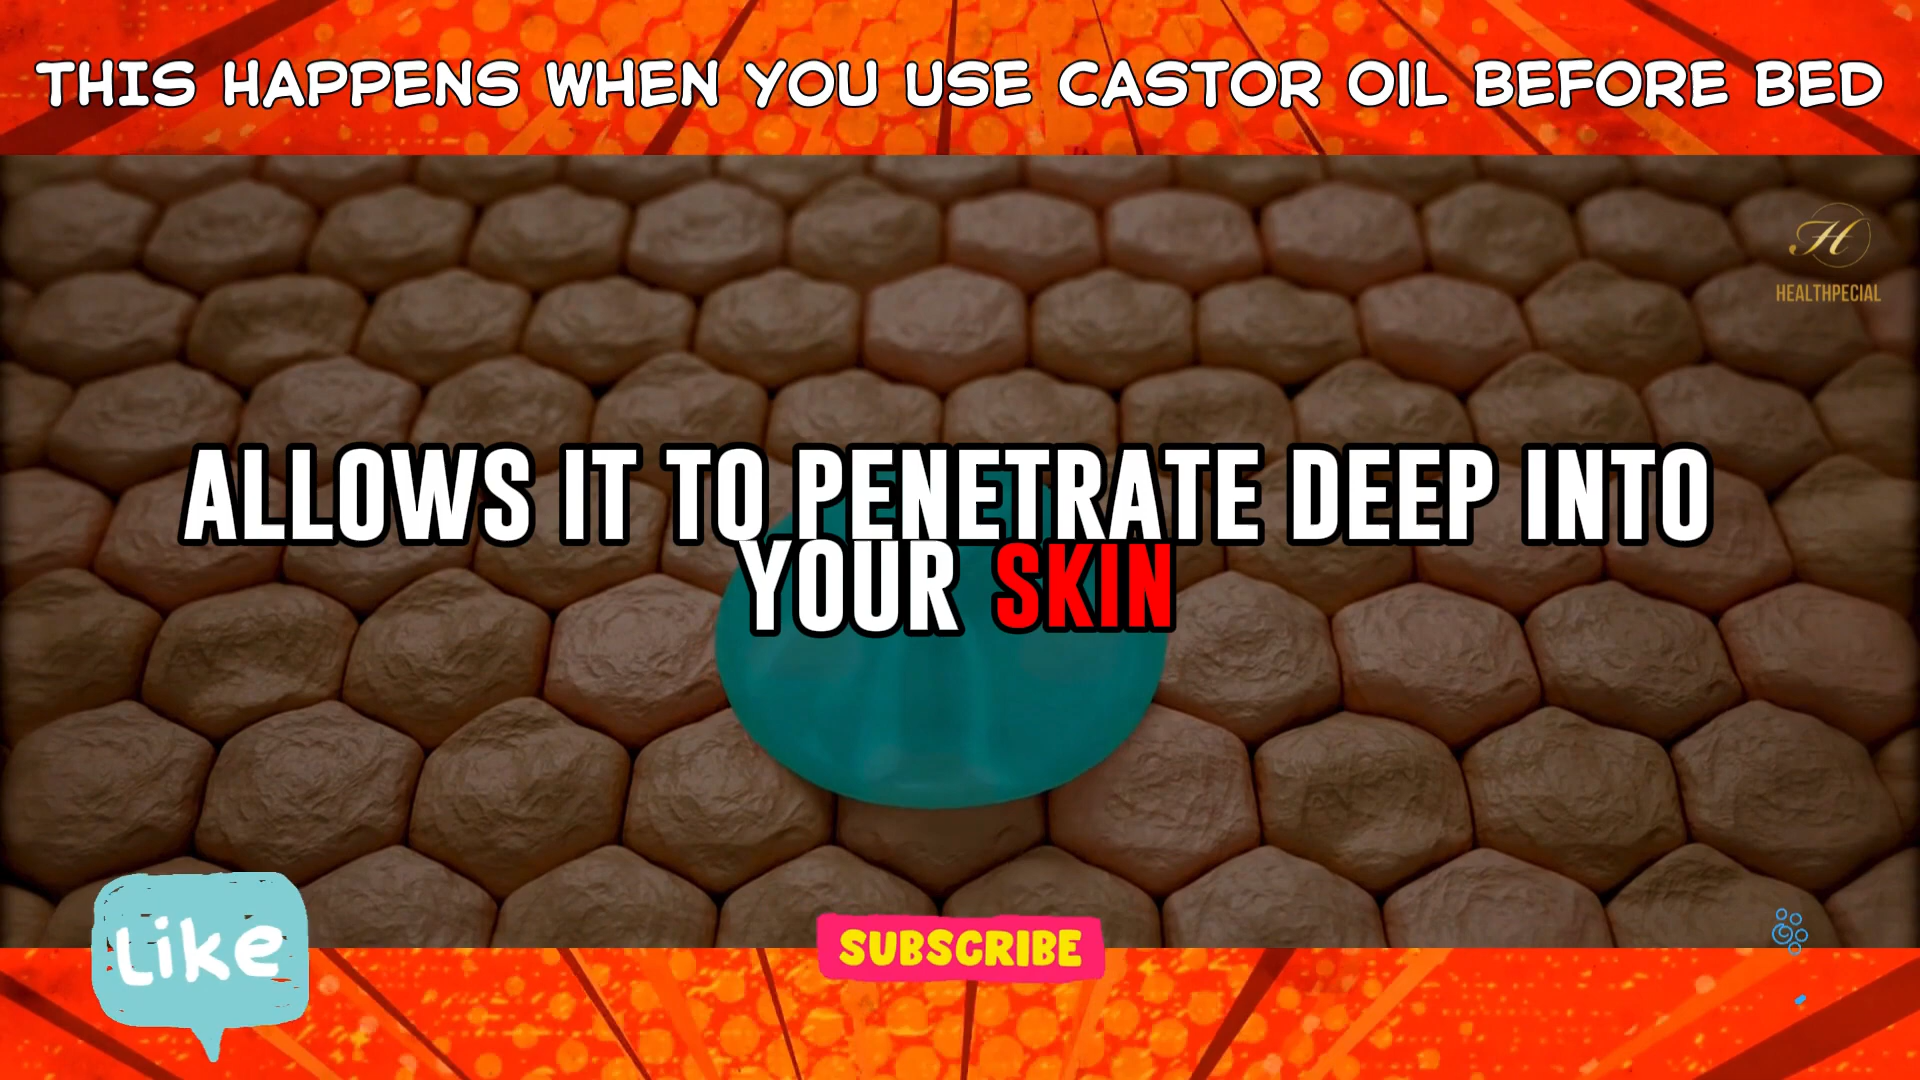 THIS HAPPENS WHEN YOU USE CASTOR OIL BEFORE BED
H
HEALTHPECIAL
ALLOWS IT TO PENETRATE DEEP INTO
YOUR SKIN
Like
SUBSCRIBE